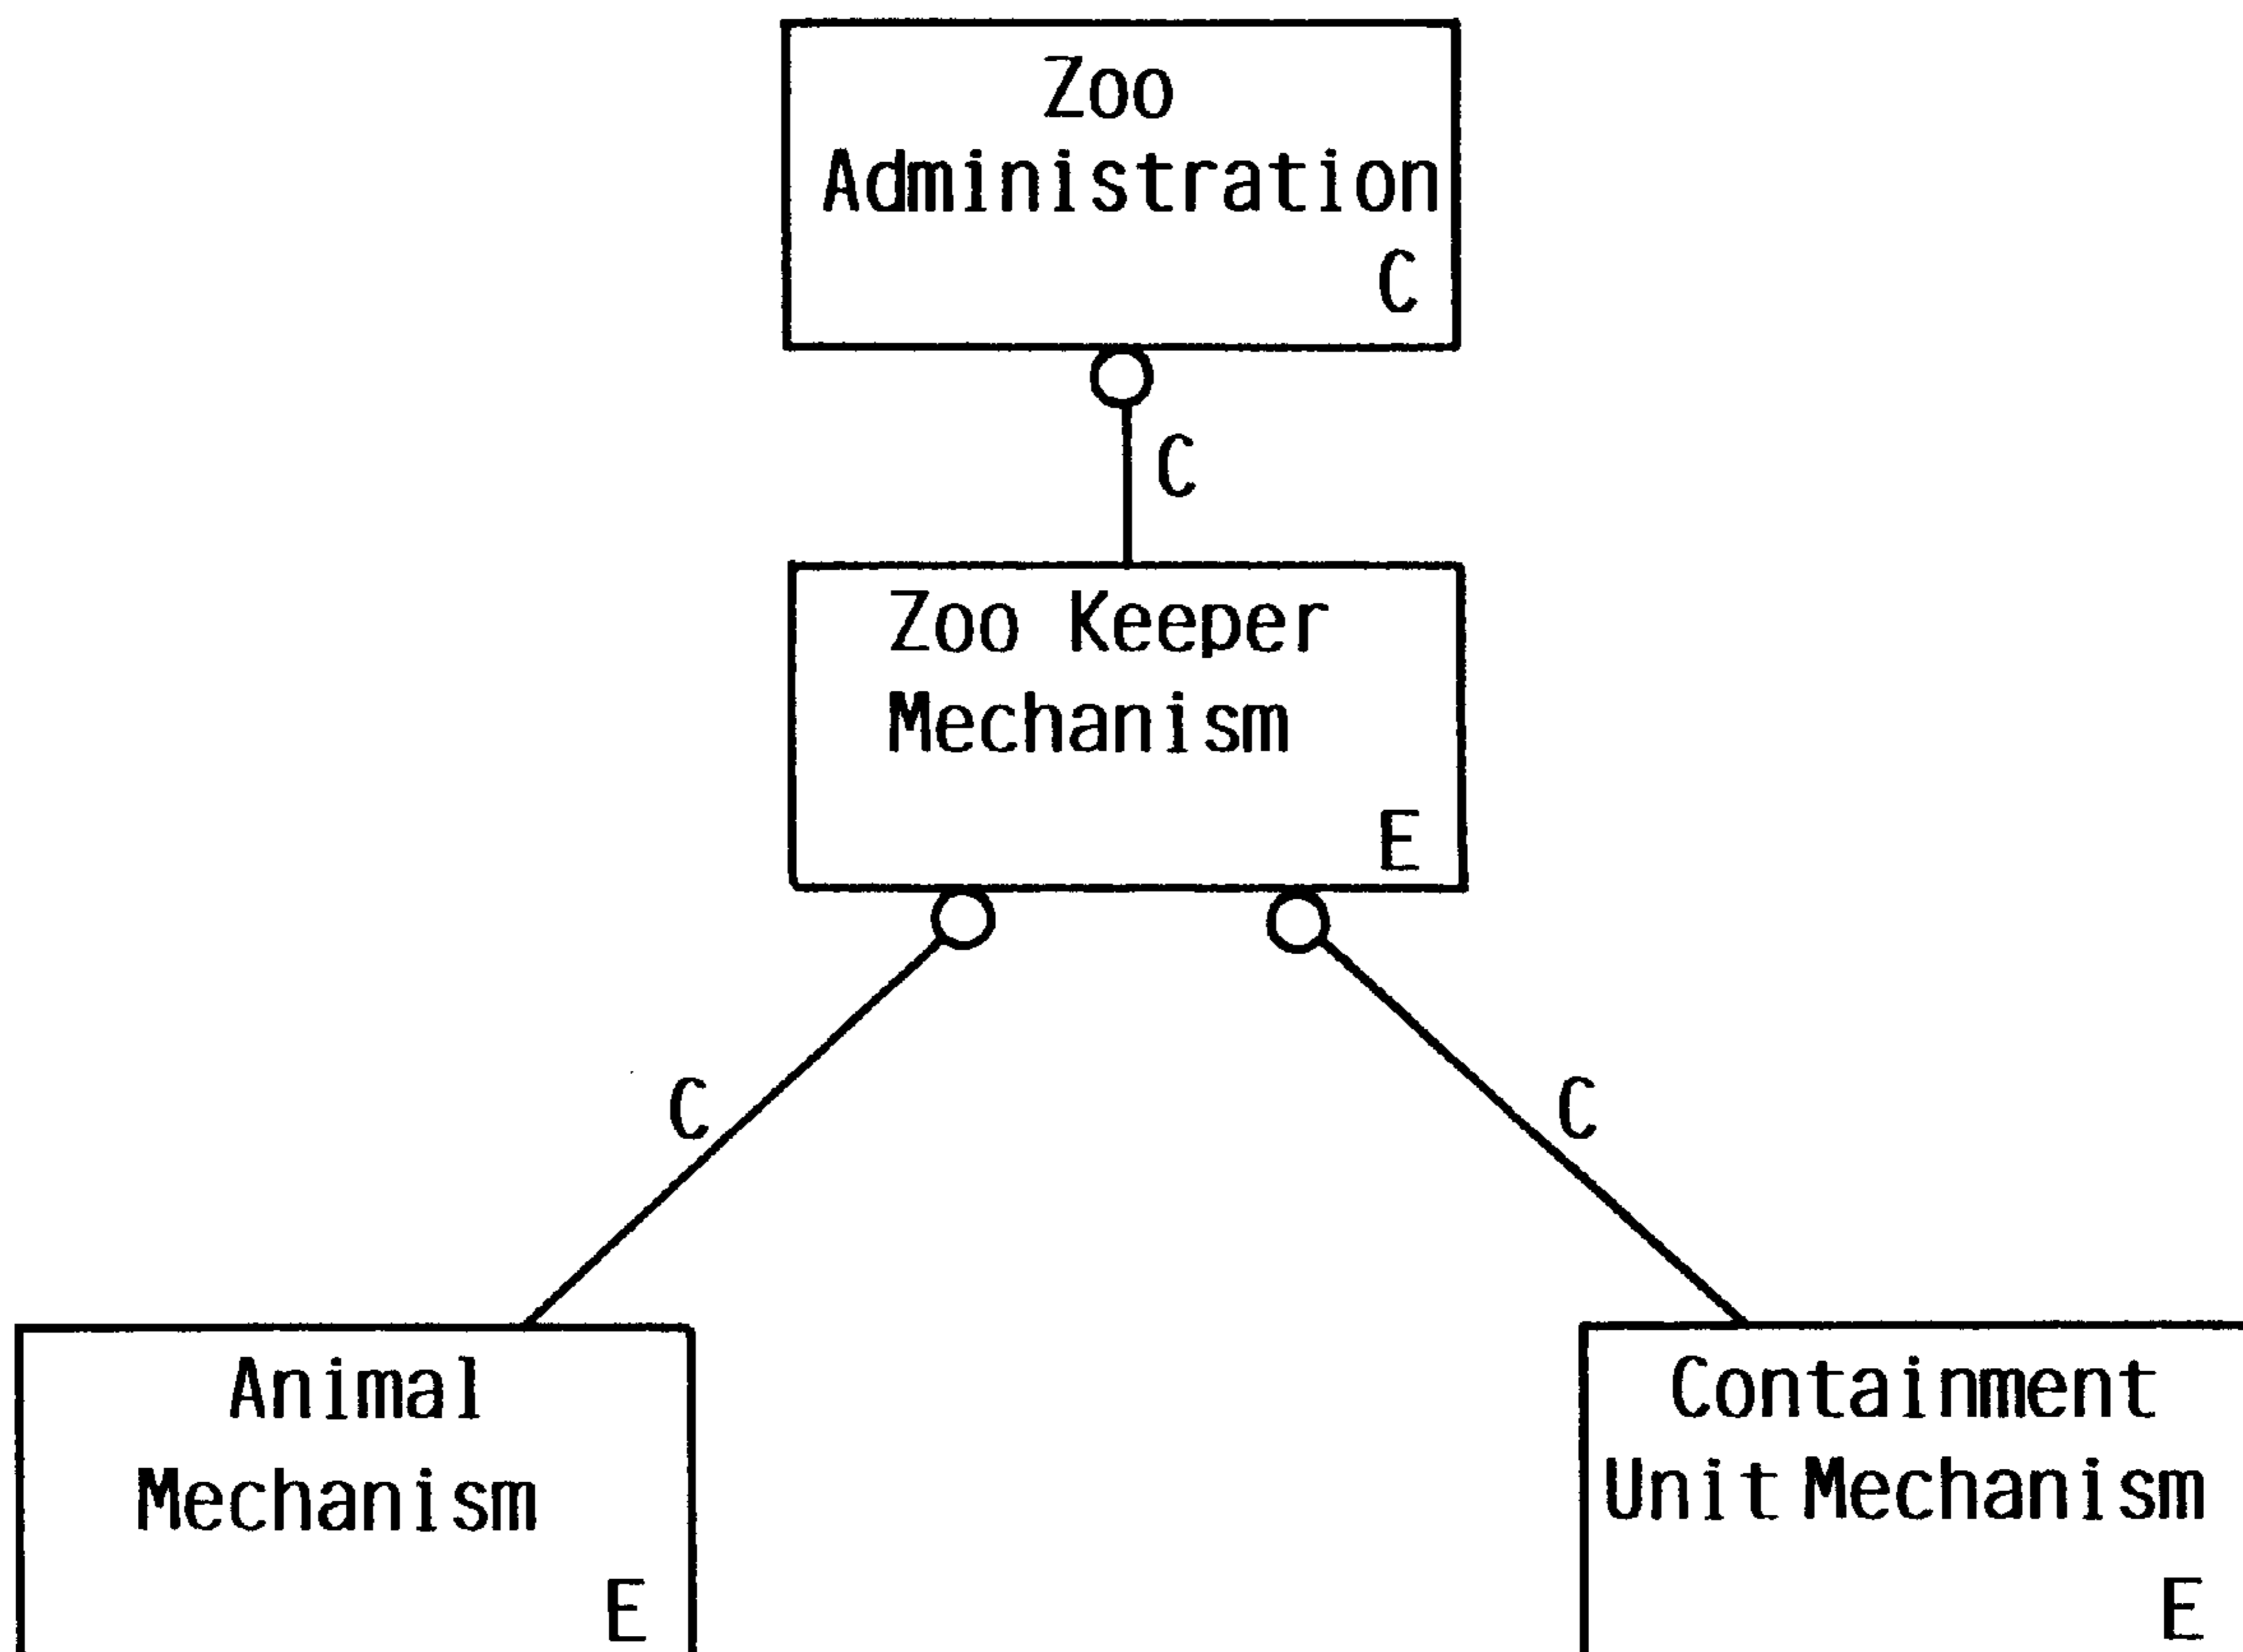 Zoo
Administration
C
C
Zoo Keeper
Mechanism
E
C
C
Animal
Mechanism
E
Containment
Unit Mechanism
E